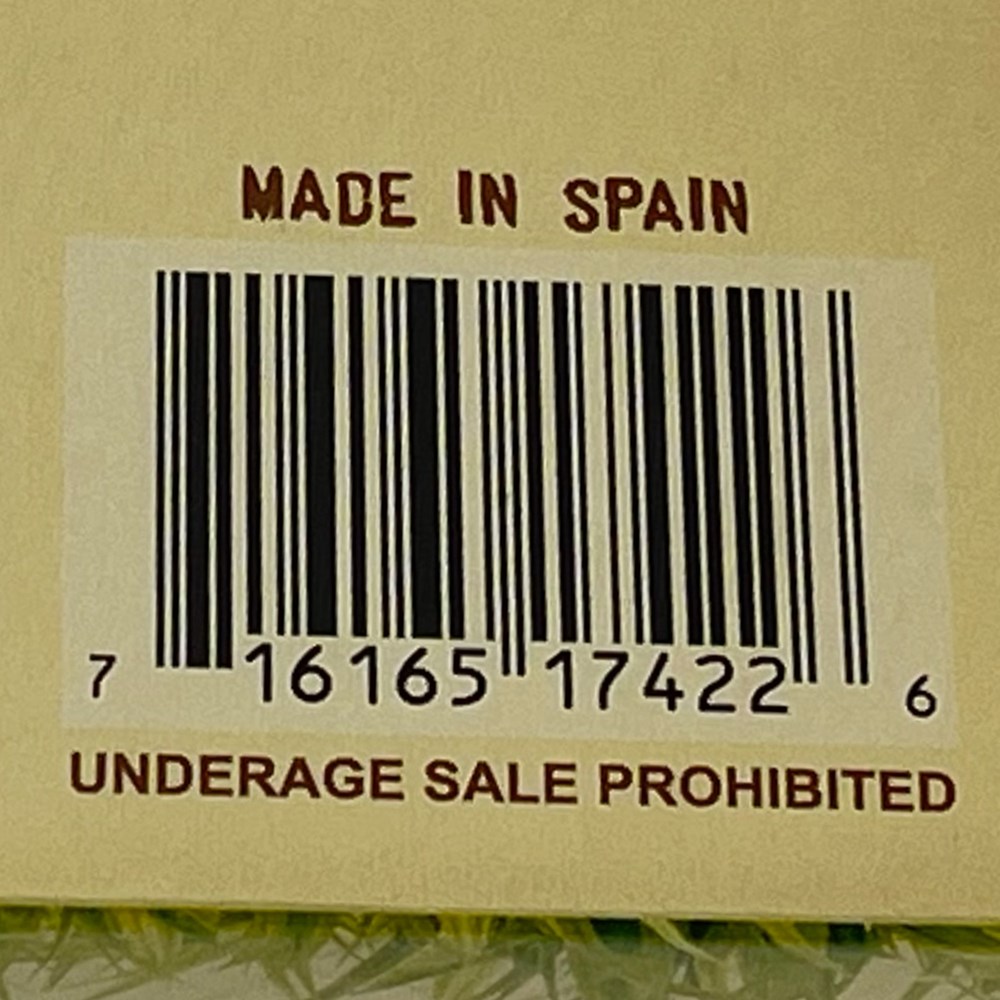 MADE IN SPAIN
7 16165 17422 6
UNDERAGE SALE PROHIBITED